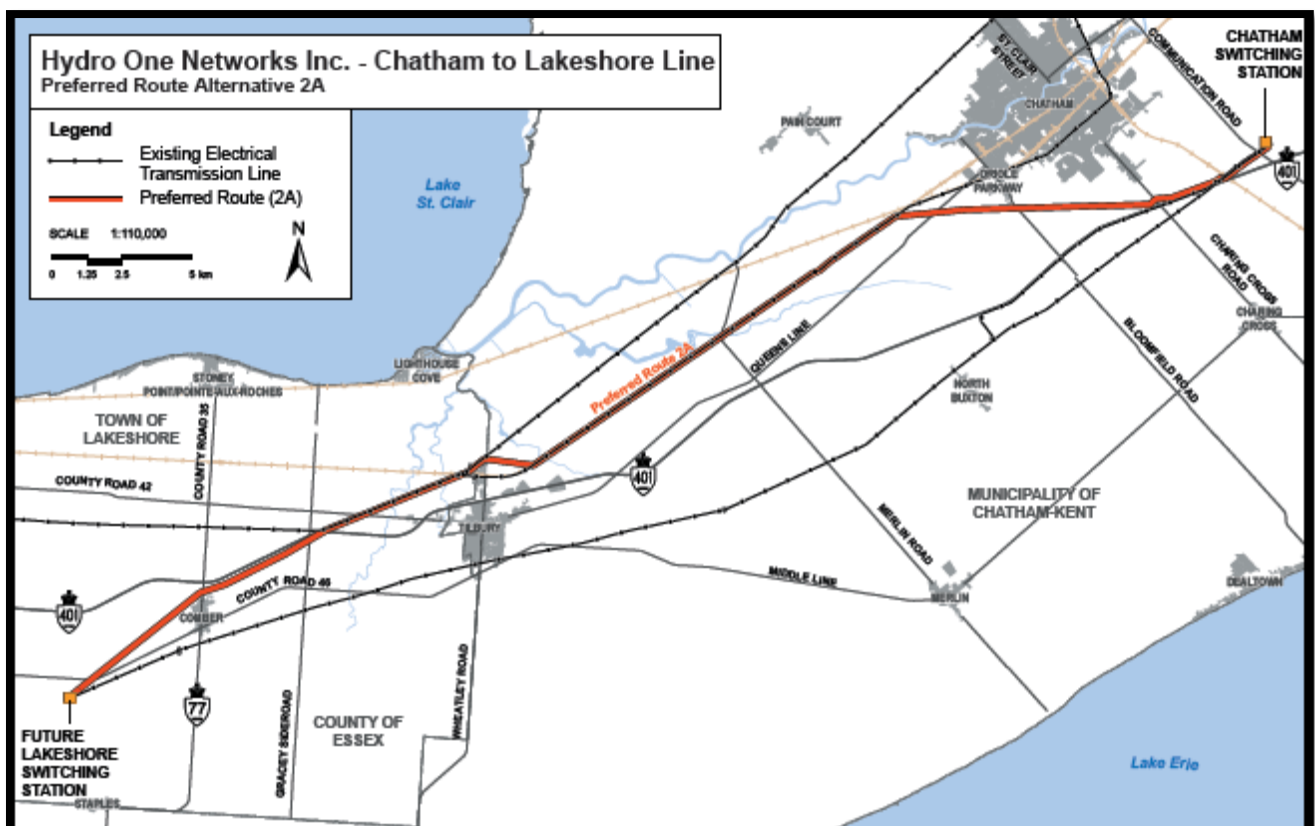 Hydro One Networks Inc. - Chatham to Lakeshore Line
Preferred Route Alternative 2A
Legend
Existing Electrical
Transmission Line
Preferred Route (2A)
SCALE 1:110,000
0 1.25 2.5 5 km
N
CHATHAM
SWITCHING
STATION
COMMUNICATION ROAD
ST. CLAIR
STREET
CHATHAM
PAIN COURT
401
ORIOLE
PARKWAY
Lake
St. Clair
CHARING CROSS
ROAD
CHARING
CROSS
BLOOMFIELD ROAD
QUEENS LINE
Preferred Route 2A
LIGHTHOUSE
COVE
STONEY
POINT/POINTE-AUX-ROCHES
NORTH
BUXTON
TOWN OF
LAKESHORE
COUNTY ROAD 35
COUNTY ROAD 42
401
MUNICIPALITY OF
CHATHAM-KENT
TILBURY
MERLIN ROAD
MIDDLE LINE
MERLIN
DEALTOWN
COUNTY ROAD 46
401
COMBER
77
WHEATLEY ROAD
GRACEY SIDEROAD
COUNTY OF
ESSEX
FUTURE
LAKESHORE
SWITCHING
STATION
STAPLES
Lake Erie